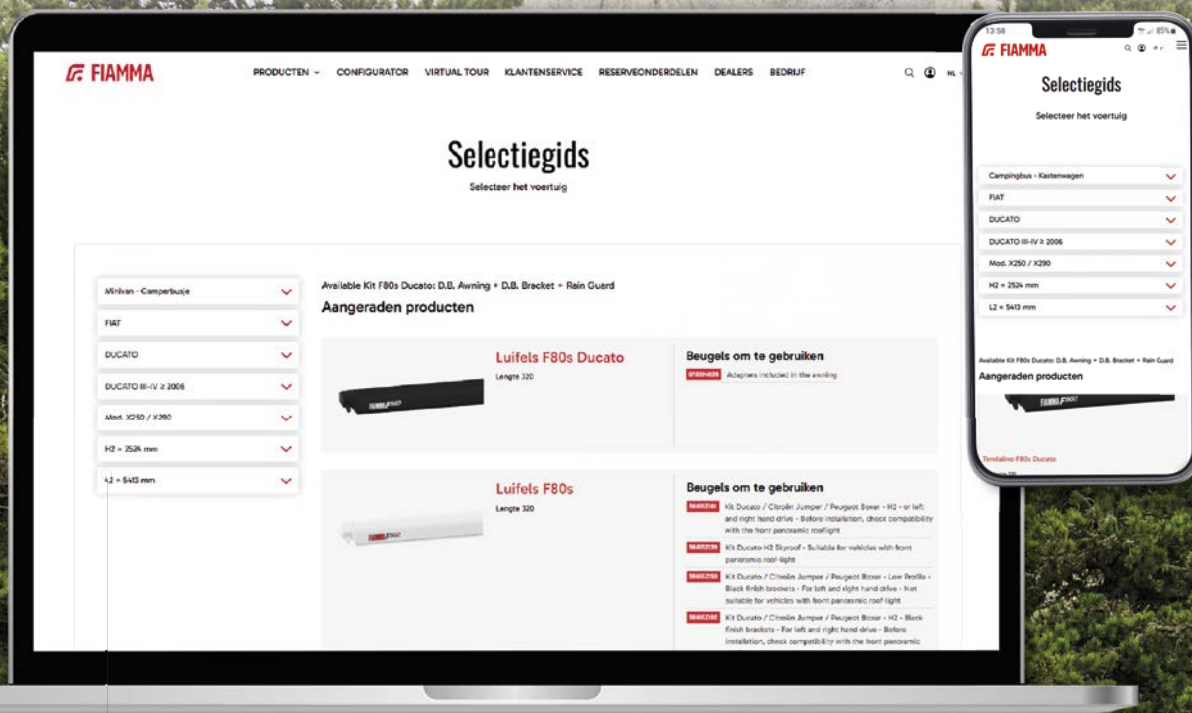 FIAMMA
PRODUCTEN CONFIGURATOR VIRTUAL TOUR KLANTENSERVICE RESERVEONDERDELEN DEALERS BEDRIJF NL
Selectiegids
Selecteer het voertuig
Minivan - Camperbusje
FIAT
DUCATO
DUCATO III-IV ≥ 2006
Mod. X250 / X290
H2 = 2524 mm
L2 = 5413 mm
Available Kit F80s Ducato: D.B. Awning + D.B. Bracket + Rain Guard
Aangeraden producten
FIAMMA
Luifels F80s Ducato
Lengte 320
Beugels om te gebruiken
Adapters included in the awning
FIAMMA
Luifels F80s
Lengte 320
Beugels om te gebruiken
Kit Ducato / Citroën Jumper / Peugeot Boxer - H2 - or left
and right hand drive - Before installation, check compatibility
with the front panoramic rooflight
Kit Ducato H2 Skyroof - Suitable for vehicles with front
panoramic roof-light
Kit Ducato / Citroën Jumper / Peugeot Boxer - Low Profile -
Black finish brackets - For left and right hand drive - Not
suitable for vehicles with front panoramic roof-light
Kit Ducato / Citroën Jumper / Peugeot Boxer - H2 - Black
finish brackets - For left and right hand drive - Before
installation, check compatibility with the front panoramic
13:58 85%
FIAMMA
Selectiegids
Selecteer het voertuig
Campingbus - Kastenwagen
FIAT
DUCATO
DUCATO III-IV ≥ 2006
Mod. X250 / X290
H2 = 2524 mm
L2 = 5413 mm
Available Kit F80s Ducato: D.B. Awning + D.B. Bracket + Rain Guard
Aangeraden producten
FIAMMA
Tendalino F80s Ducato